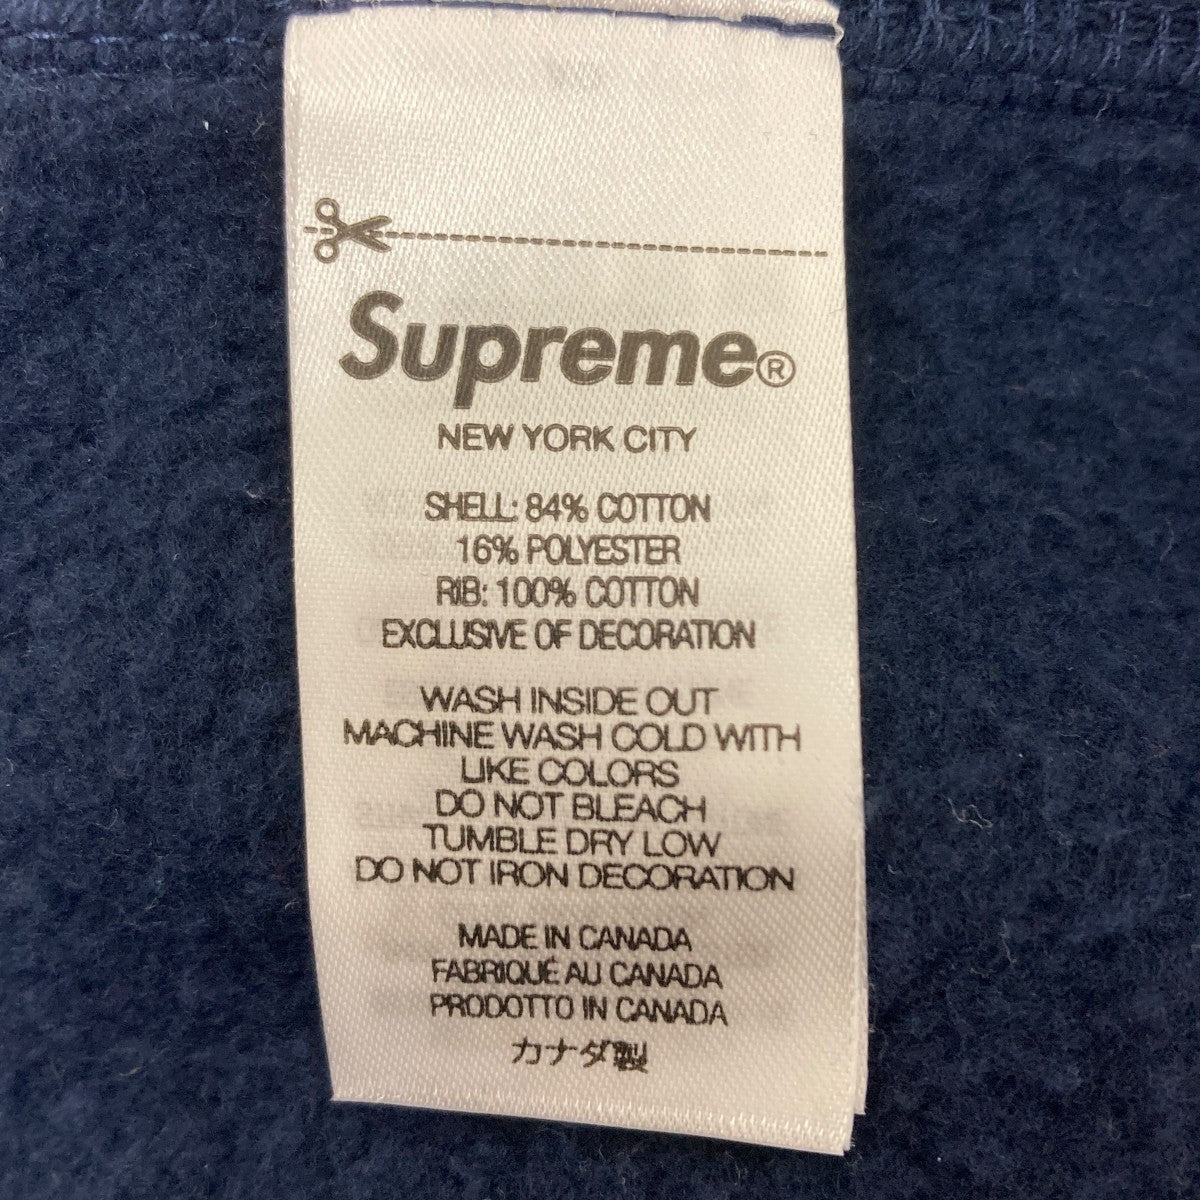 Supreme®
NEW YORK CITY
SHELL: 84% COTTON
16% POLYESTER
RIB: 100% COTTON
EXCLUSIVE OF DECORATION
WASH INSIDE OUT
MACHINE WASH COLD WITH
LIKE COLORS
DO NOT BLEACH
TUMBLE DRY LOW
DO NOT IRON DECORATION
MADE IN CANADA
FABRIQUÉ AU CANADA
PRODOTTO IN CANADA
カナダ製